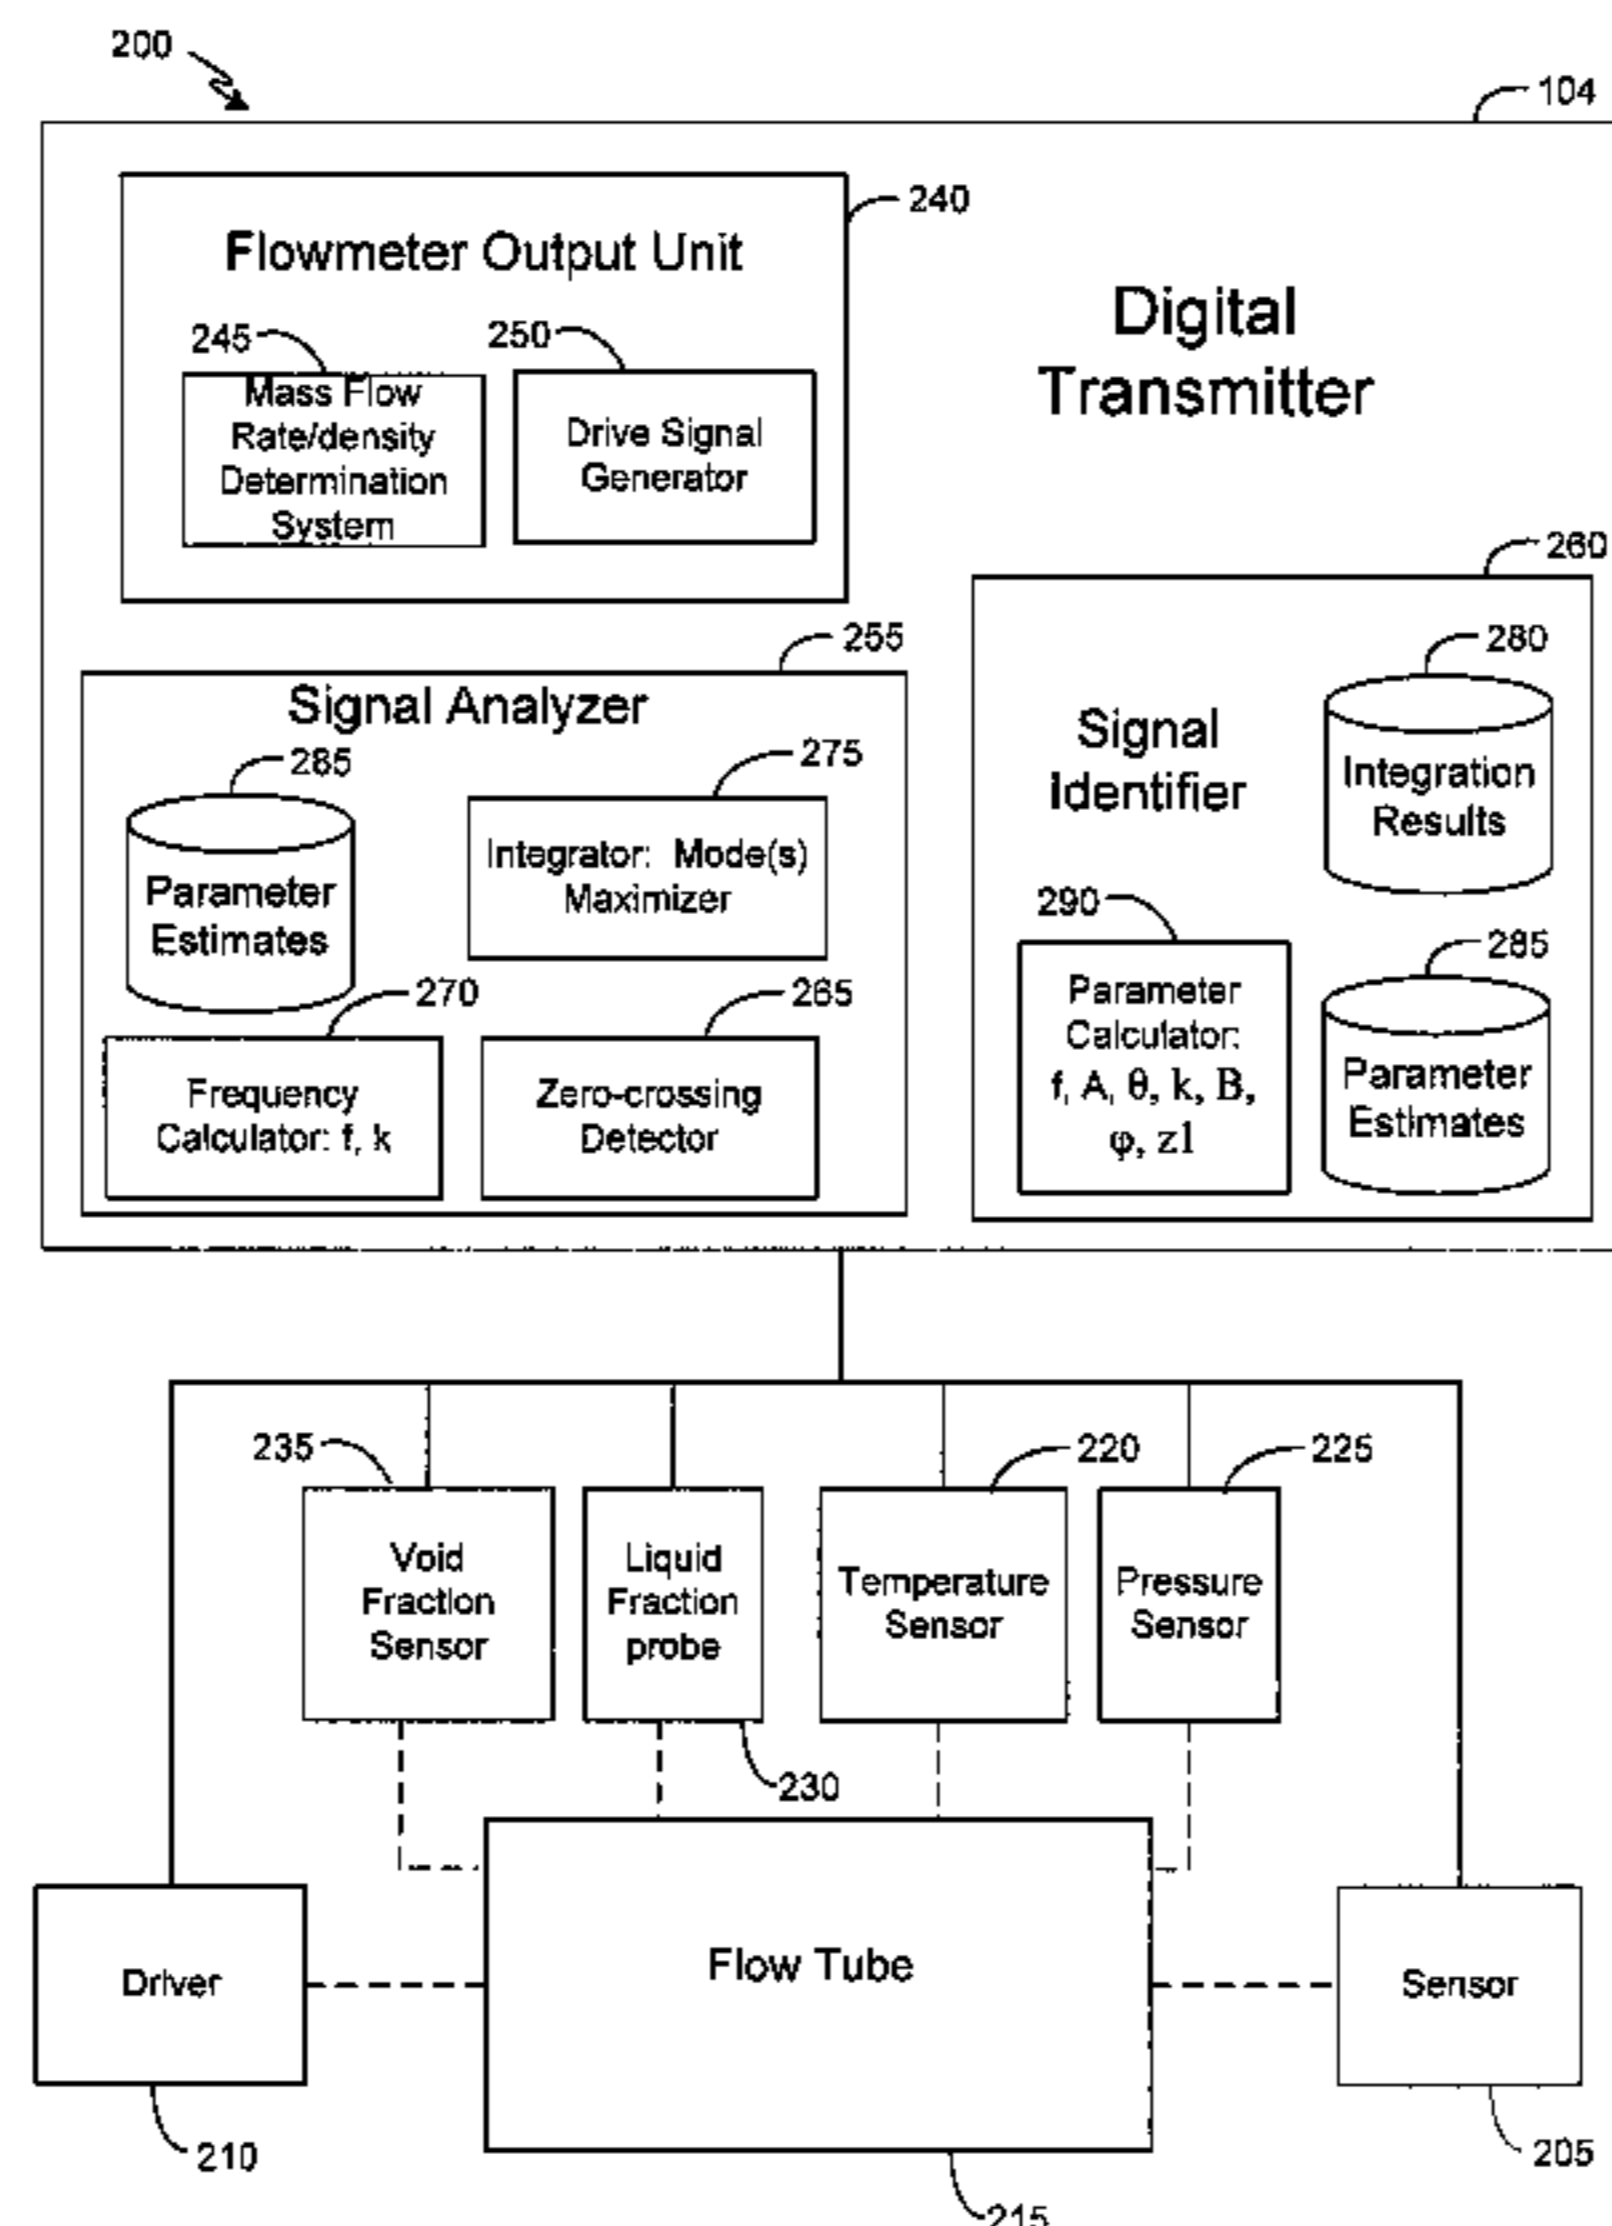 200
104
240
Flowmeter Output Unit
Digital
Transmitter
245
250
Mass Flow
Rate/density
Determination
System
Drive Signal
Generator
260
255
Signal Analyzer
285
275
Parameter
Estimates
Integrator: Mode(s)
Maximizer
270
265
Frequency
Calculator: f, k
Zero-crossing
Detector
Signal
Identifier
280
Integration
Results
290
Parameter
Calculator:
f, A, θ, k, B,
φ, z1
285
Parameter
Estimates
235
220
225
Void
Fraction
Sensor
Liquid
Fraction
probe
Temperature
Sensor
Pressure
Sensor
230
Driver
Flow Tube
Sensor
210
215
205